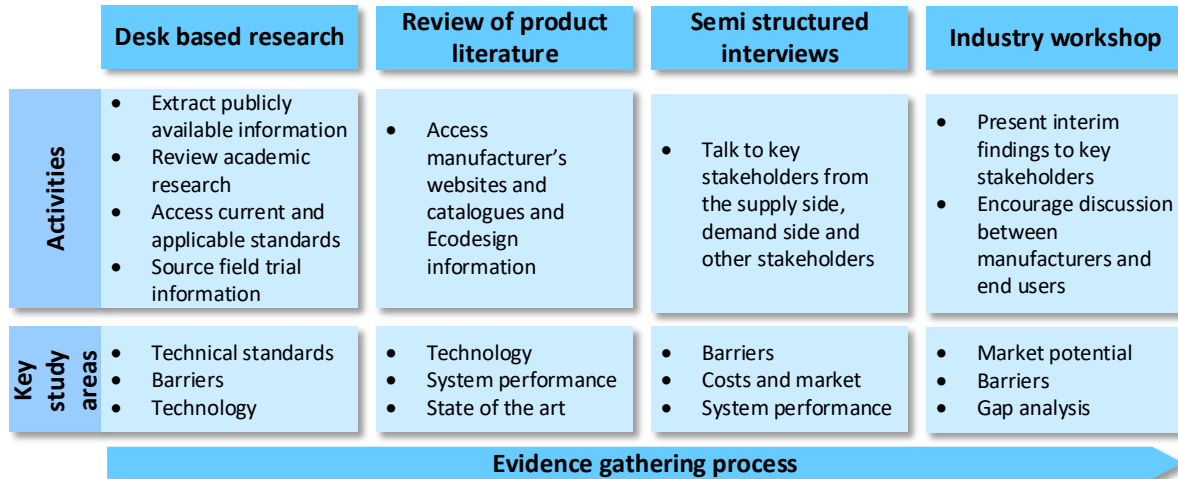 Desk based research
Review of product
literature
Semi structured
interviews
Industry workshop
Activities
• Extract publicly
available information
• Review academic
research
• Access current and
applicable standards
• Source field trial
information
• Access
manufacturer’s
websites and
catalogues and
Ecodesign
information
• Talk to key
stakeholders from
the supply side,
demand side and
other stakeholders
• Present interim
findings to key
stakeholders
• Encourage discussion
between
manufacturers and
end users
Key
study
areas
• Technical standards
• Barriers
• Technology
• Technology
• System performance
• State of the art
• Barriers
• Costs and market
• System performance
• Market potential
• Barriers
• Gap analysis
Evidence gathering process